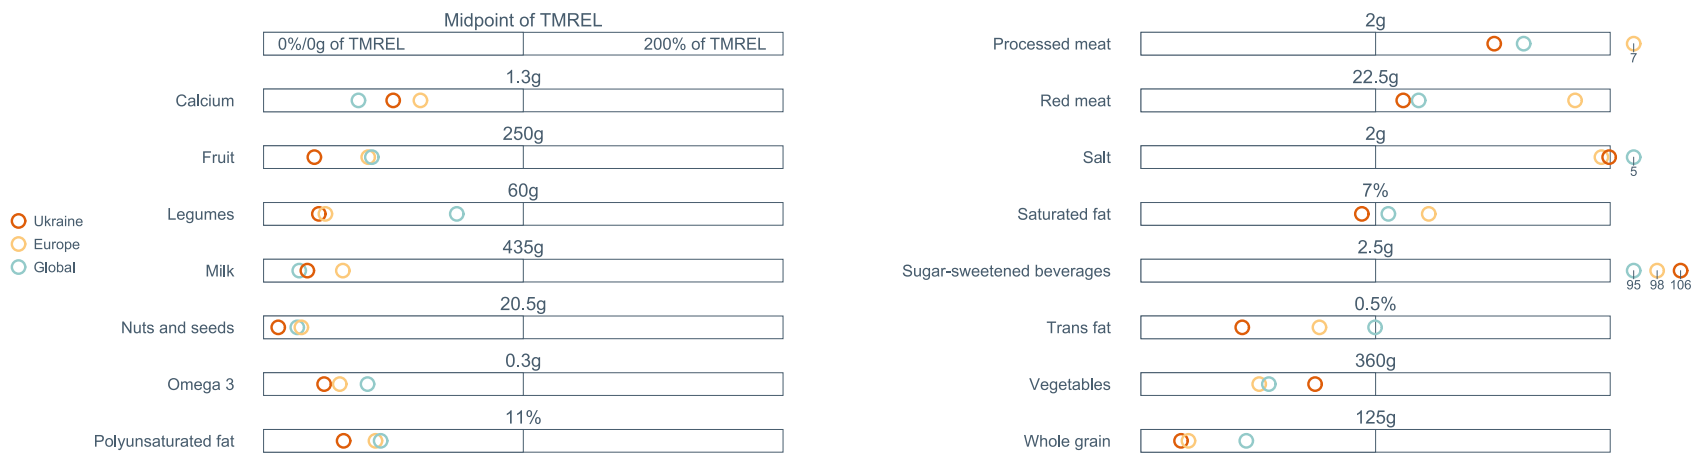 Midpoint of TMREL
0%/0g of TMREL 200% of TMREL
1.3g
Calcium
250g
Fruit
60g
Legumes
435g
Milk
20.5g
Nuts and seeds
0.3g
Omega 3
11%
Polyunsaturated fat
Ukraine
Europe
Global
2g
Processed meat
7
22.5g
Red meat
2g
Salt
5
7%
Saturated fat
2.5g
Sugar-sweetened beverages
95 98 106
0.5%
Trans fat
360g
Vegetables
125g
Whole grain